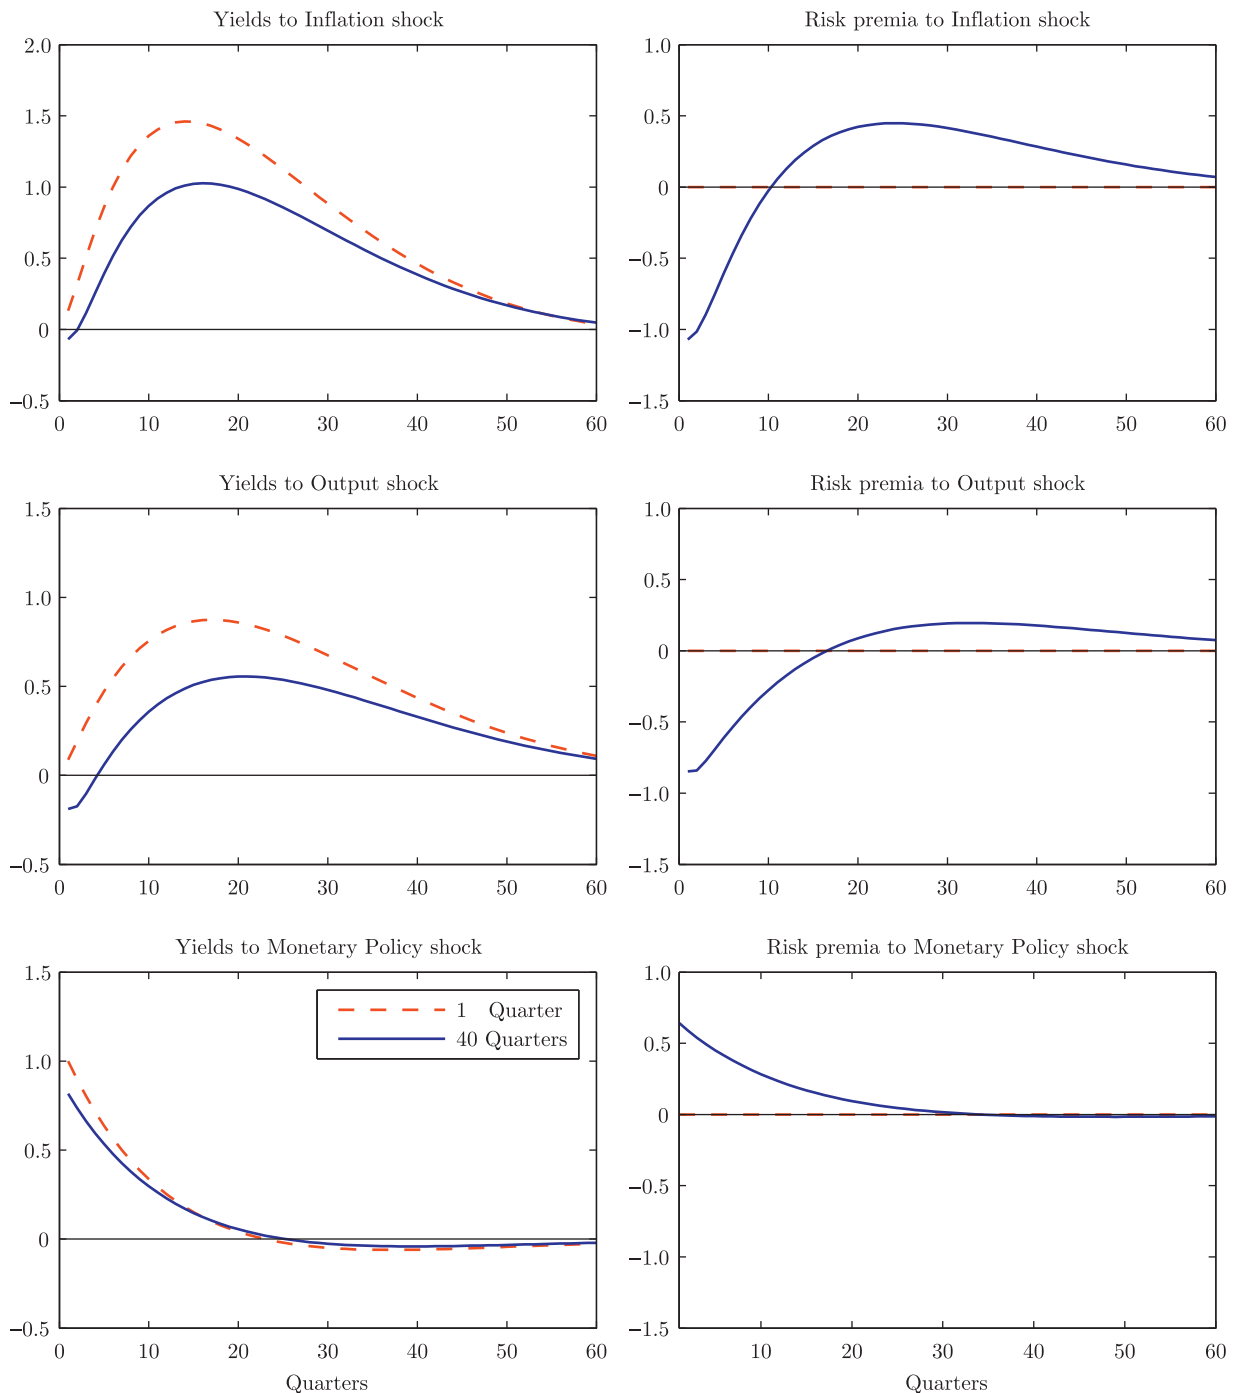 Yields to Inflation shock
2.0
1.5
1.0
0.5
0
−0.5
0 10 20 30 40 50 60
Risk premia to Inflation shock
1.0
0.5
0
−0.5
−1.0
−1.5
0 10 20 30 40 50 60
Yields to Output shock
1.5
1.0
0.5
0
−0.5
0 10 20 30 40 50 60
Risk premia to Output shock
1.0
0.5
0
−0.5
−1.0
−1.5
0 10 20 30 40 50 60
Yields to Monetary Policy shock
1.5
1.0
0.5
0
−0.5
1 Quarter
40 Quarters
0 10 20 30 40 50 60
Quarters
Risk premia to Monetary Policy shock
1.0
0.5
0
−0.5
−1.0
−1.5
10 20 30 40 50 60
Quarters